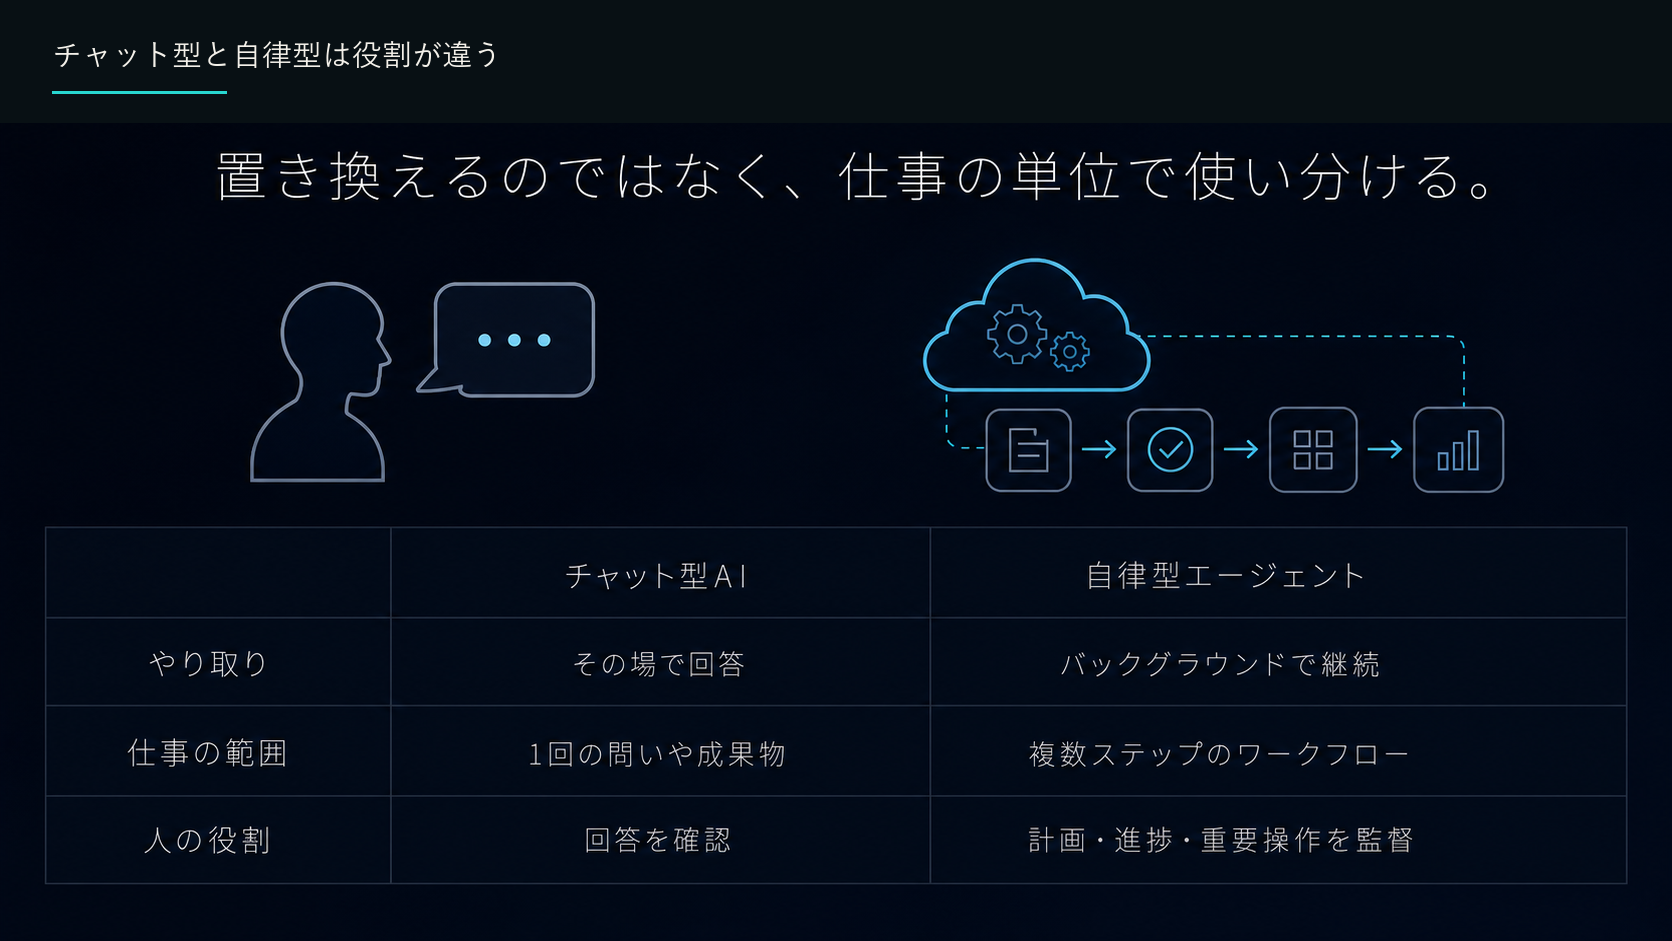 チャット型と自律型は役割が違う
置き換えるのではなく、仕事の単位で使い分ける。
チャット型AI 自律型エージェント
やり取り その場で回答 バックグラウンドで継続
仕事の範囲 1回の問いや成果物 複数ステップのワークフロー
人の役割 回答を確認 計画・進捗・重要操作を監督